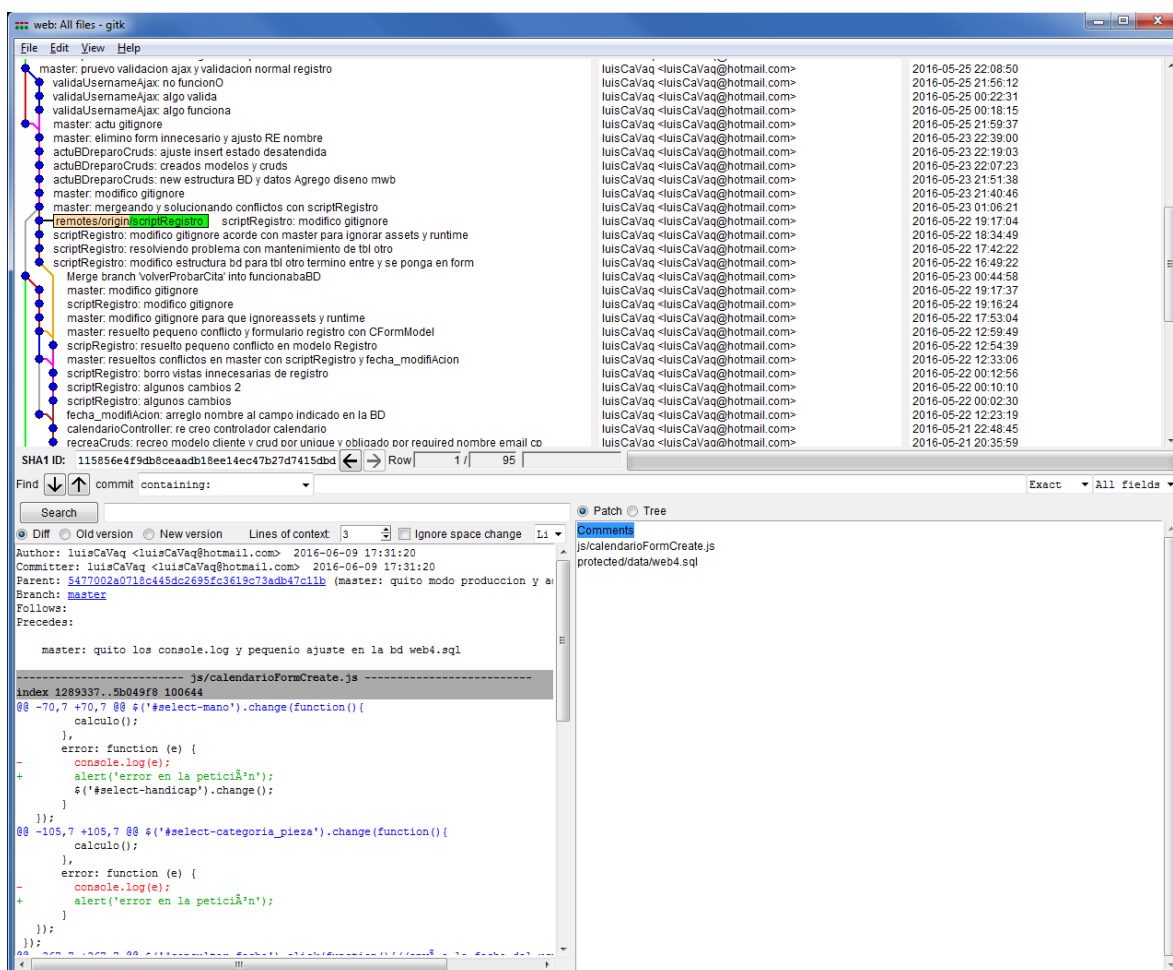 web: All files - gitk
File Edit View Help
master: pruevo validacion ajax y validacion normal registro luisCaVaq <luisCaVaq@hotmail.com> 2016-05-25 22:08:50
validaUsernameAjax: no funcionO luisCaVaq <luisCaVaq@hotmail.com> 2016-05-25 21:56:12
validaUsernameAjax: algo valida luisCaVaq <luisCaVaq@hotmail.com> 2016-05-25 00:22:31
validaUsernameAjax: algo funciona luisCaVaq <luisCaVaq@hotmail.com> 2016-05-25 00:18:15
master: actu gitignore luisCaVaq <luisCaVaq@hotmail.com> 2016-05-25 21:59:37
master: elimino form innecesario y ajusto RE nombre luisCaVaq <luisCaVaq@hotmail.com> 2016-05-23 22:39:00
actuBDreparoCruds: ajuste insert estado desatendida luisCaVaq <luisCaVaq@hotmail.com> 2016-05-23 22:19:03
actuBDreparoCruds: creados modelos y cruds luisCaVaq <luisCaVaq@hotmail.com> 2016-05-23 22:07:23
actuBDreparoCruds: new estructura BD y datos Agrego diseno mwb luisCaVaq <luisCaVaq@hotmail.com> 2016-05-23 21:51:38
master: modifico gitignore luisCaVaq <luisCaVaq@hotmail.com> 2016-05-23 21:40:46
master: mergeando y solucionando conflictos con scriptRegistro luisCaVaq <luisCaVaq@hotmail.com> 2016-05-23 01:06:21
remotes/origin/scriptRegistro scriptRegistro: modifico gitignore luisCaVaq <luisCaVaq@hotmail.com> 2016-05-22 19:17:04
scriptRegistro: modifico gitignore acorde con master para ignorar assets y runtime luisCaVaq <luisCaVaq@hotmail.com> 2016-05-22 18:34:49
scriptRegistro: resolviendo problema con mantenimiento de tbl otro luisCaVaq <luisCaVaq@hotmail.com> 2016-05-22 17:42:22
scriptRegistro: modifico estructura bd para tbl otro termino entre y se ponga en form luisCaVaq <luisCaVaq@hotmail.com> 2016-05-22 16:49:22
Merge branch 'volverProbarCita' into funcionabaBD luisCaVaq <luisCaVaq@hotmail.com> 2016-05-23 00:44:58
master: modifico gitignore luisCaVaq <luisCaVaq@hotmail.com> 2016-05-22 19:17:37
scriptRegistro: modifico gitignore luisCaVaq <luisCaVaq@hotmail.com> 2016-05-22 19:16:24
master: modifico gitignore para que ignoreassets y runtime luisCaVaq <luisCaVaq@hotmail.com> 2016-05-22 17:53:04
master: resuelto pequeno conflicto y formulario registro con CFormModel luisCaVaq <luisCaVaq@hotmail.com> 2016-05-22 12:59:49
scripRegistro: resuelto pequeno conflicto en modelo Registro luisCaVaq <luisCaVaq@hotmail.com> 2016-05-22 12:54:39
master: resueltos conflictos en master con scriptRegistro y fecha_modifiAcion luisCaVaq <luisCaVaq@hotmail.com> 2016-05-22 12:33:06
scriptRegistro: borro vistas innecesarias de registro luisCaVaq <luisCaVaq@hotmail.com> 2016-05-22 00:12:56
scriptRegistro: algunos cambios 2 luisCaVaq <luisCaVaq@hotmail.com> 2016-05-22 00:10:10
scriptRegistro: algunos cambios luisCaVaq <luisCaVaq@hotmail.com> 2016-05-22 00:02:30
fecha_modifiAcion: arreglo nombre al campo indicado en la BD luisCaVaq <luisCaVaq@hotmail.com> 2016-05-22 12:23:19
calendarioController: re creo controlador calendario luisCaVaq <luisCaVaq@hotmail.com> 2016-05-21 22:48:45
recreaCruds: recreo modelo cliente y crud por unique y obligado por required nombre email cp luisCaVaq <luisCaVaq@hotmail.com> 2016-05-21 20:35:59
SHA1 ID: 115856e4f9db8ceaadb18ee14ec47b27d7415dbd Row 1 / 95
Find commit containing: Exact All fields
Search
Patch Tree
Diff Old version New version Lines of context: 3 Ignore space change Li
Comments
js/calendarioFormCreate.js
protected/data/web4.sql
Author: luisCaVaq <luisCaVaq@hotmail.com> 2016-06-09 17:31:20
Committer: luisCaVaq <luisCaVaq@hotmail.com> 2016-06-09 17:31:20
Parent: 5477002a0718c445dc2695fc3619c73adb47c11b (master: quito modo produccion y a
Branch: master
Follows:
Precedes:
master: quito los console.log y pequenio ajuste en la bd web4.sql
------------------------- js/calendarioFormCreate.js -------------------------
index 1289337..5b049f8 100644
@@ -70,7 +70,7 @@ $('#select-mano').change(function(){
calculo();
},
error: function (e) {
- console.log(e);
+ alert('error en la peticiÃ³n');
$('#select-handicap').change();
}
});
@@ -105,7 +105,7 @@ $('#select-categoria_pieza').change(function(){
calculo();
},
error: function (e) {
- console.log(e);
+ alert('error en la peticiÃ³n');
}
});
});